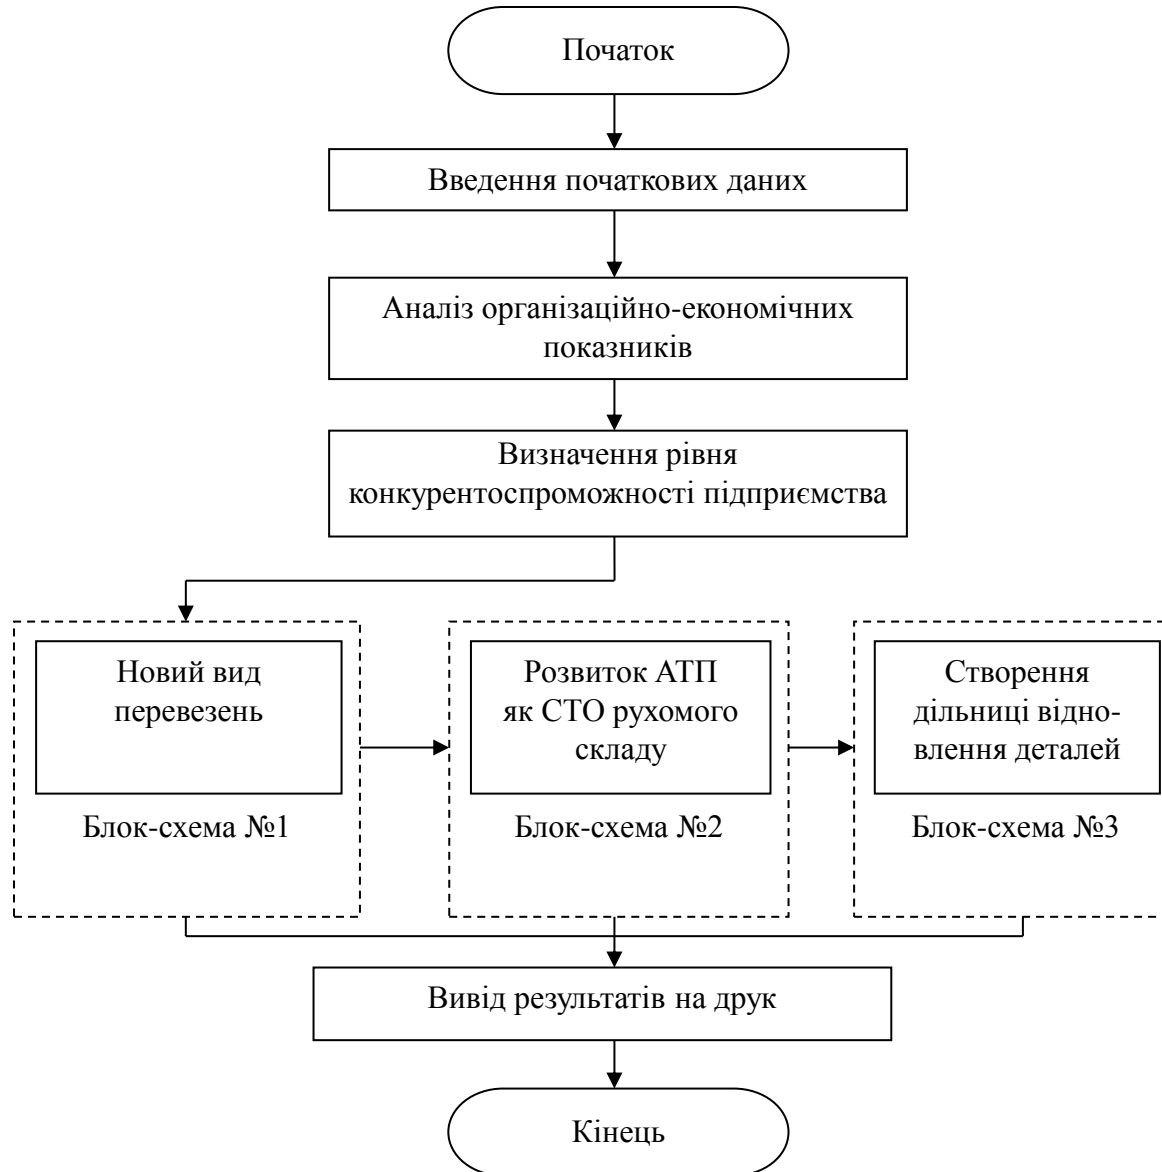 Початок
Введення початкових даних
Аналіз організаційно-економічних
показників
Визначення рівня
конкурентоспроможності підприємства
Новий вид
перевезень
Блок-схема №1
Розвиток АТП
як СТО рухомого
складу
Блок-схема №2
Створення
дільниці відно-
влення деталей
Блок-схема №3
Вивід результатів на друк
Кінець